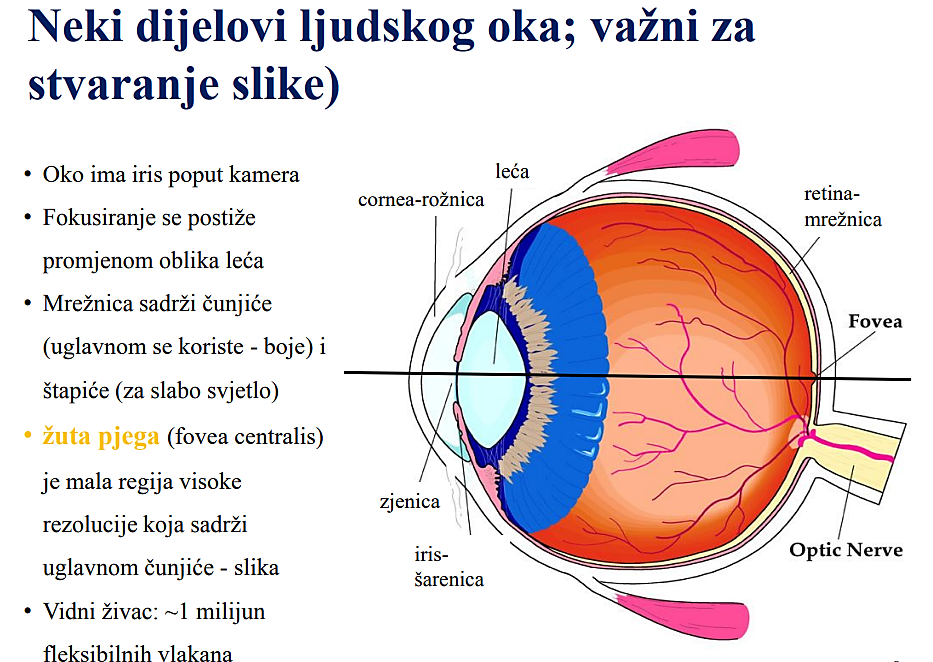 Neki dijelovi ljudskog oka; važni za
stvaranje slike)
• Oko ima iris poput kamera
• Fokusiranje se postiže
promjenom oblika leća
• Mrežnica sadrži čunjiće
(uglavnom se koriste - boje) i
štapiće (za slabo svjetlo)
• žuta pjega (fovea centralis)
je mala regija visoke
rezolucije koja sadrži
uglavnom čunjiće - slika
• Vidni živac: ~1 milijun
fleksibilnih vlakana
leća
cornea-rožnica
retina-
mrežnica
Fovea
zjenica
iris-
šarenica
Optic Nerve